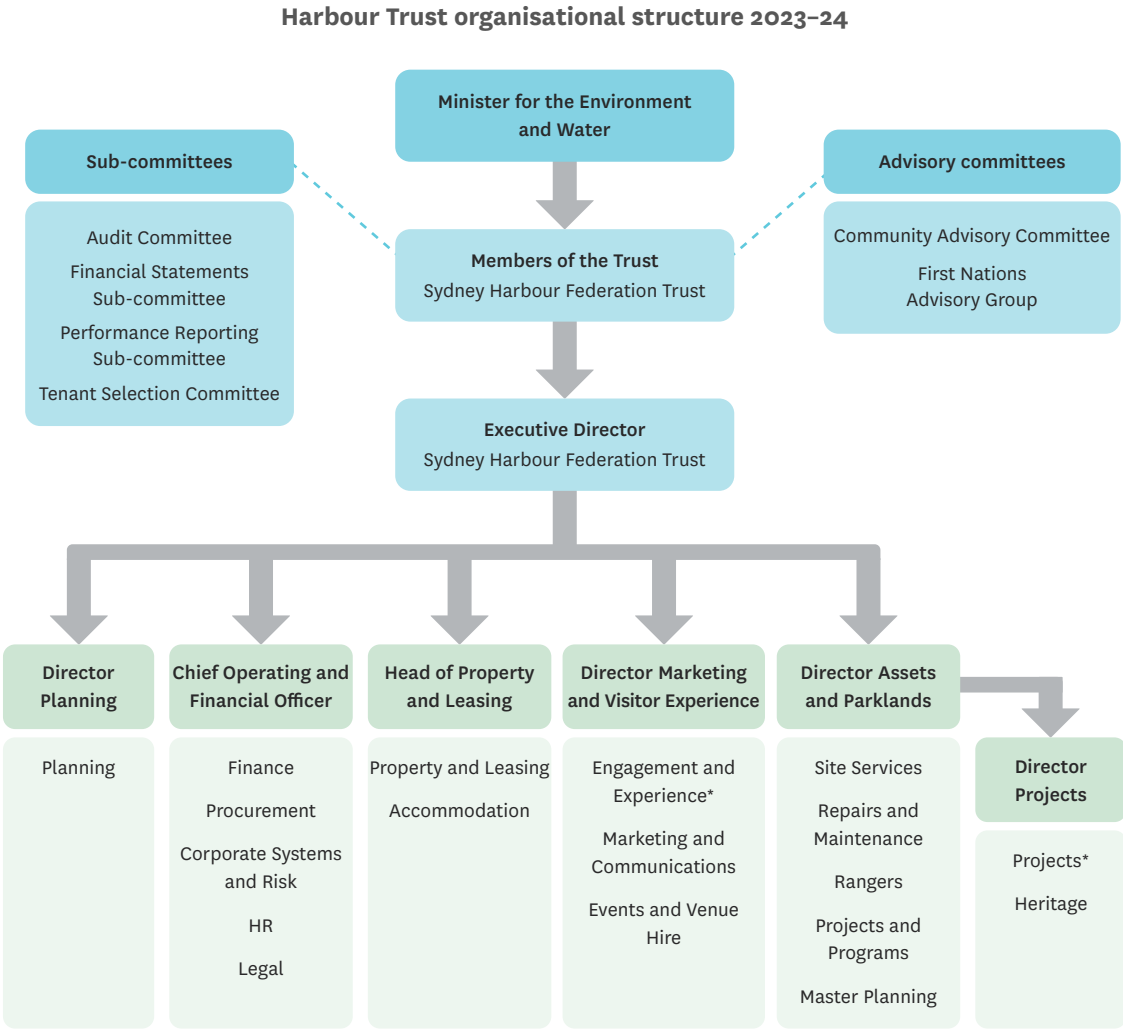 Harbour Trust organisational structure 2023–24
Minister for the Environment
and Water
Sub-committees
Audit Committee
Financial Statements
Sub-committee
Performance Reporting
Sub-committee
Tenant Selection Committee
Members of the Trust
Sydney Harbour Federation Trust
Advisory committees
Community Advisory Committee
First Nations
Advisory Group
Executive Director
Sydney Harbour Federation Trust
Director
Planning
Planning
Chief Operating and
Financial Officer
Finance
Procurement
Corporate Systems
and Risk
HR
Legal
Head of Property
and Leasing
Property and Leasing
Accommodation
Director Marketing
and Visitor Experience
Engagement and
Experience*
Marketing and
Communications
Events and Venue
Hire
Director Assets
and Parklands
Site Services
Repairs and
Maintenance
Rangers
Projects and
Programs
Master Planning
Director
Projects
Projects*
Heritage